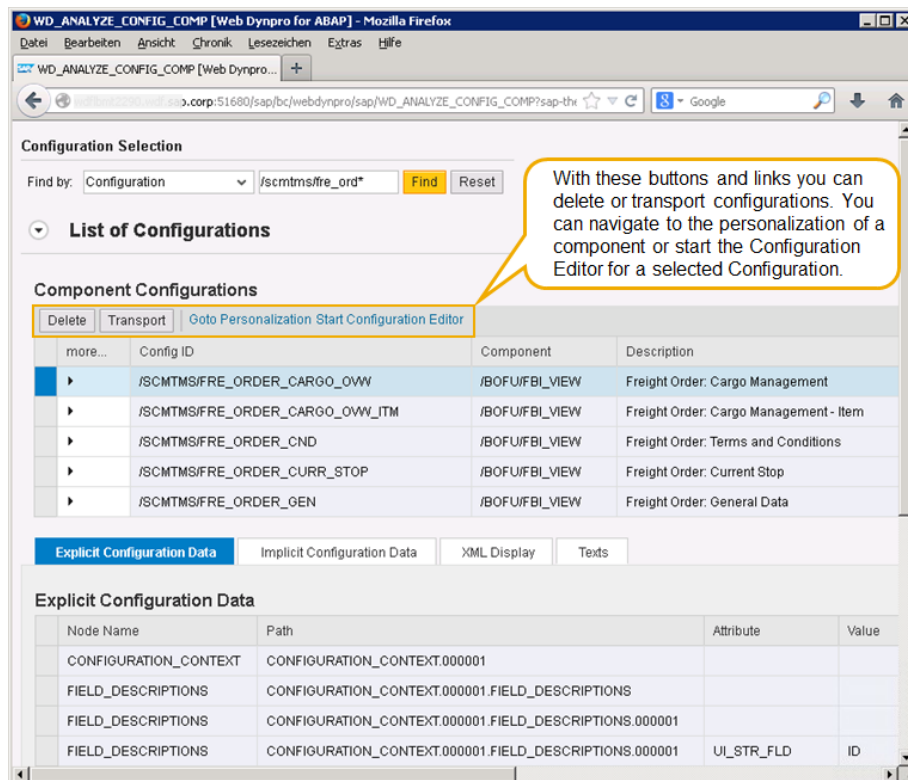 WD_ANALYZE_CONFIG_COMP [Web Dynpro for ABAP] - Mozilla Firefox
Datei Bearbeiten Ansicht Chronik Lesezeichen Extras Hilfe
SAP WD_ANALYZE_CONFIG_COMP [Web Dynpro... +
.corp:51680/sap/bc/webdynpro/sap/WD_ANALYZE_CONFIG_COMP?sap-the 8 Google
Configuration Selection
Find by: Configuration /scmtms/fre_ord* Find Reset
With these buttons and links you can
delete or transport configurations. You
can navigate to the personalization of a
component or start the Configuration
Editor for a selected Configuration.
List of Configurations
Component Configurations
Delete Transport Goto Personalization Start Configuration Editor
more... Config ID Component Description
/SCMTMS/FRE_ORDER_CARGO_OVW /BOFU/FBI_VIEW Freight Order: Cargo Management
/SCMTMS/FRE_ORDER_CARGO_OVW_ITM /BOFU/FBI_VIEW Freight Order: Cargo Management - Item
/SCMTMS/FRE_ORDER_CND /BOFU/FBI_VIEW Freight Order: Terms and Conditions
/SCMTMS/FRE_ORDER_CURR_STOP /BOFU/FBI_VIEW Freight Order: Current Stop
/SCMTMS/FRE_ORDER_GEN /BOFU/FBI_VIEW Freight Order: General Data
Explicit Configuration Data Implicit Configuration Data XML Display Texts
Explicit Configuration Data
Node Name Path Attribute Value
CONFIGURATION_CONTEXT CONFIGURATION_CONTEXT.000001
FIELD_DESCRIPTIONS CONFIGURATION_CONTEXT.000001.FIELD_DESCRIPTIONS
FIELD_DESCRIPTIONS CONFIGURATION_CONTEXT.000001.FIELD_DESCRIPTIONS.000001
FIELD_DESCRIPTIONS CONFIGURATION_CONTEXT.000001.FIELD_DESCRIPTIONS.000001 UI_STR_FLD ID